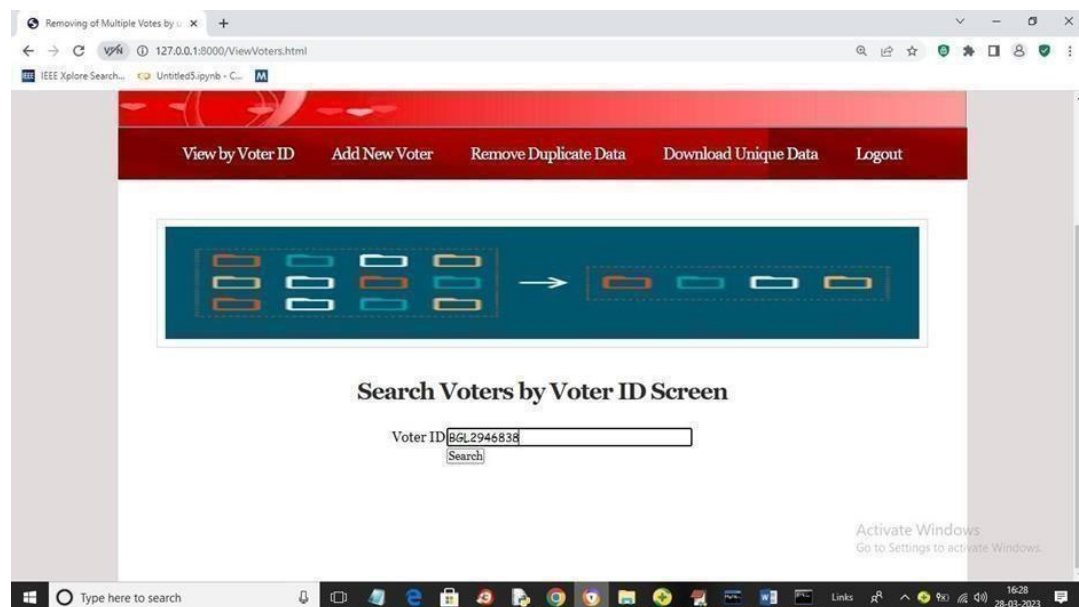 Removing of Multiple Votes by u
127.0.0.1:8000/ViewVoters.html
IEEE Xplore Search...
Untitled5.ipynb - C...
M
View by Voter ID
Add New Voter
Remove Duplicate Data
Download Unique Data
Logout
Search Voters by Voter ID Screen
Voter ID BGL2946838
Search
Activate Windows
Go to Settings to activate Windows.
Type here to search
Links
16:28
28-03-2023